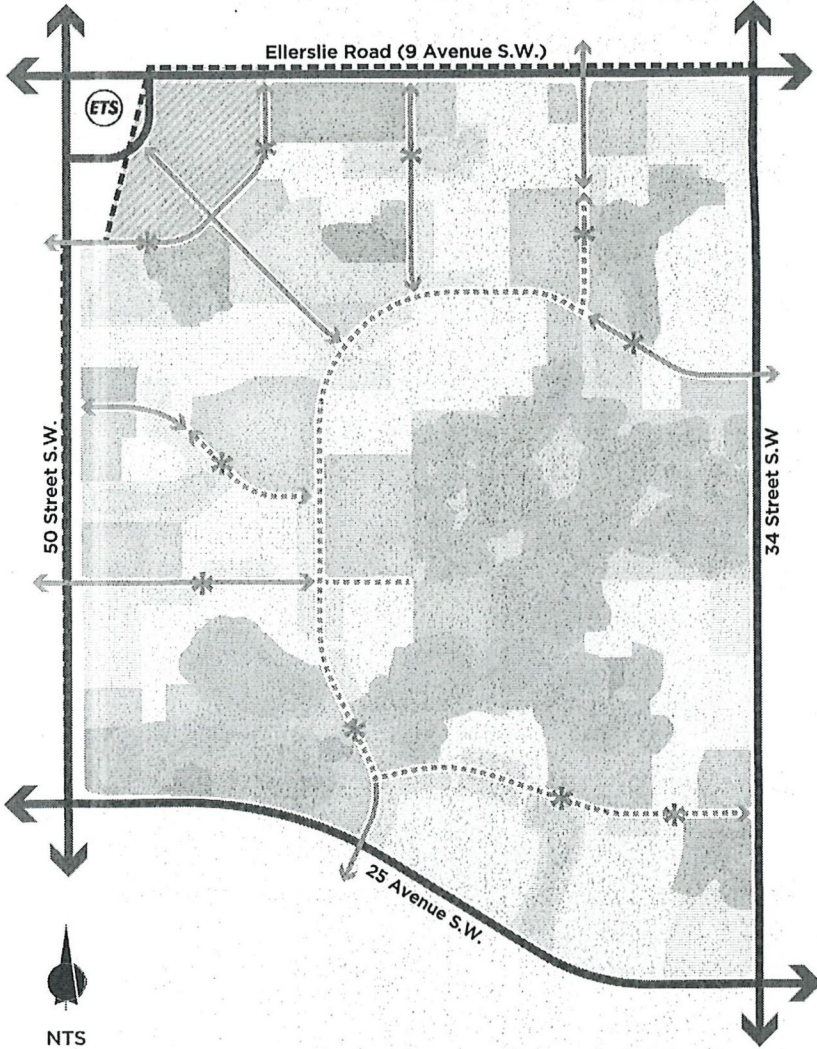 Ellerslie Road (9 Avenue S.W.)
ETS
50 Street S.W.
34 Street S.W
25 Avenue S.W.
NTS